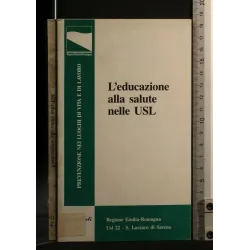 PREVENZIONE NEI LUOGHI DI VITA E DI LAVORO
L'educazione
alla salute
nelle USL
Regione Emilia-Romagna
Usl 22 - S. Lazzaro di Savena